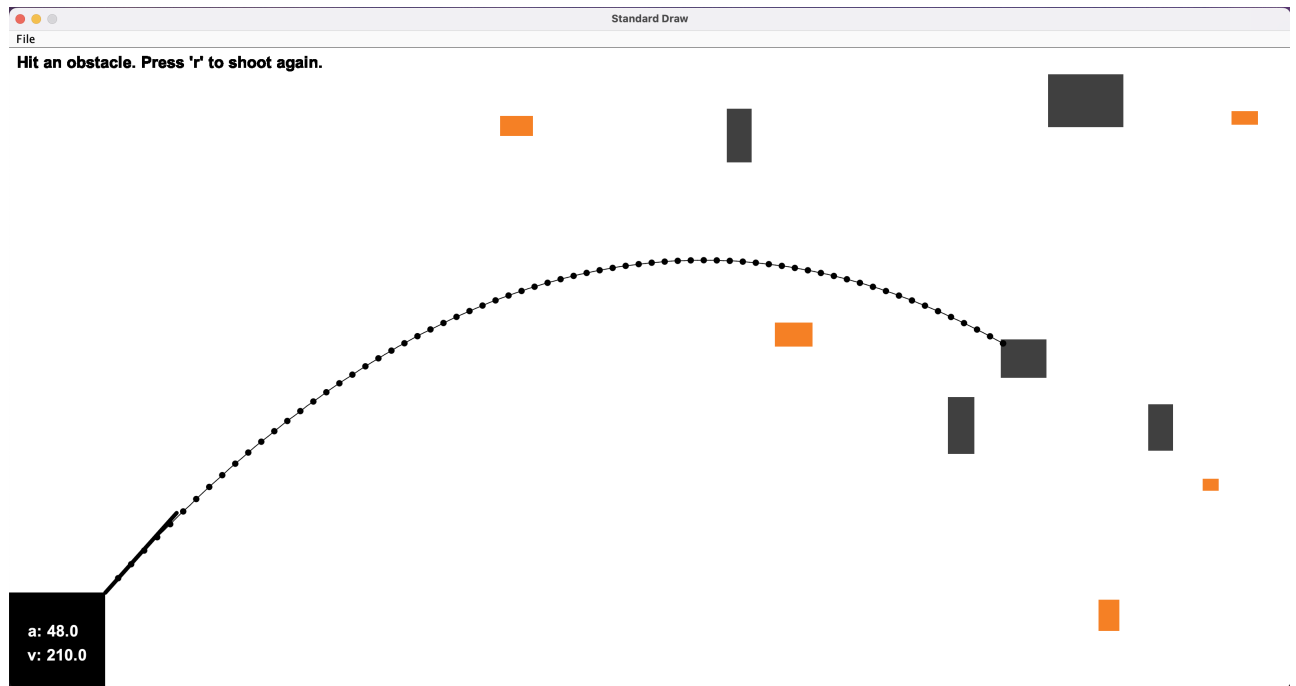 Standard Draw
File
Hit an obstacle. Press 'r' to shoot again.
a: 48.0
v: 210.0